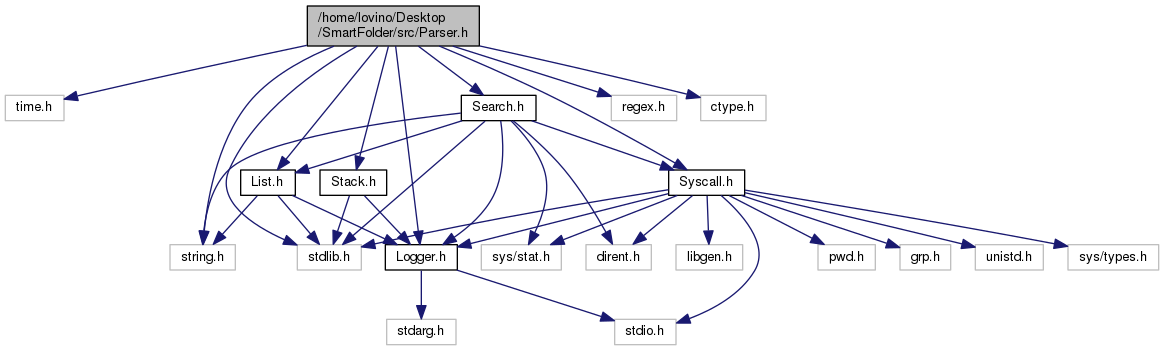 /home/lovino/Desktop
/SmartFolder/src/Parser.h
time.h
Search.h
regex.h
ctype.h
List.h
Stack.h
Syscall.h
string.h
stdlib.h
Logger.h
sys/stat.h
dirent.h
libgen.h
pwd.h
grp.h
unistd.h
sys/types.h
stdarg.h
stdio.h